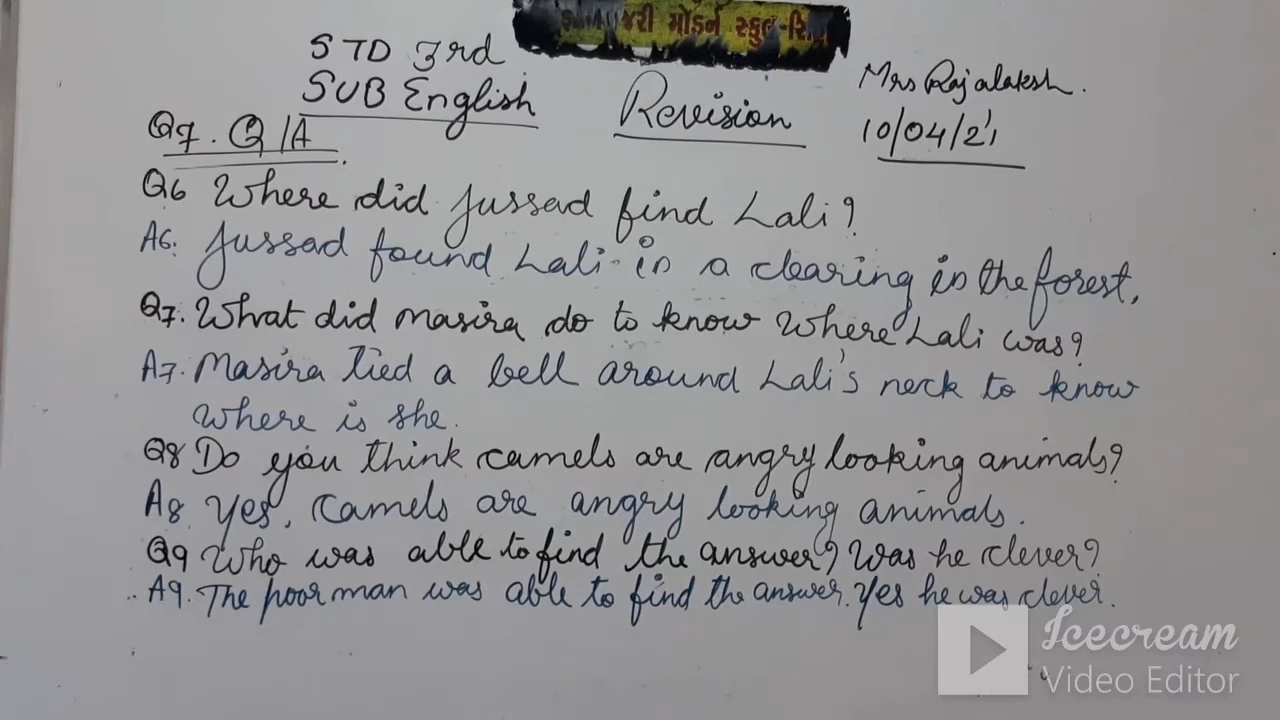 મોડર્ન સ્કુલ
STD 3rd
SUB English
Revision
Mrs Rajalaksh.
10/04/21
Q7. Q/A
Q6 Where did Jussad find Lali?
A6. Jussad found Lali in a clearing in the forest.
Q7. What did masira do to know where Lali was?
A7. Masira tied a bell around Lali's neck to know
where is she.
Q8 Do you think camels are angry looking animals?
A8 Yes, camels are angry looking animals.
Q9 Who was able to find the answer? Was he clever?
A9. The poor man was able to find the answer. Yes he was clever.
Icecream
Video Editor